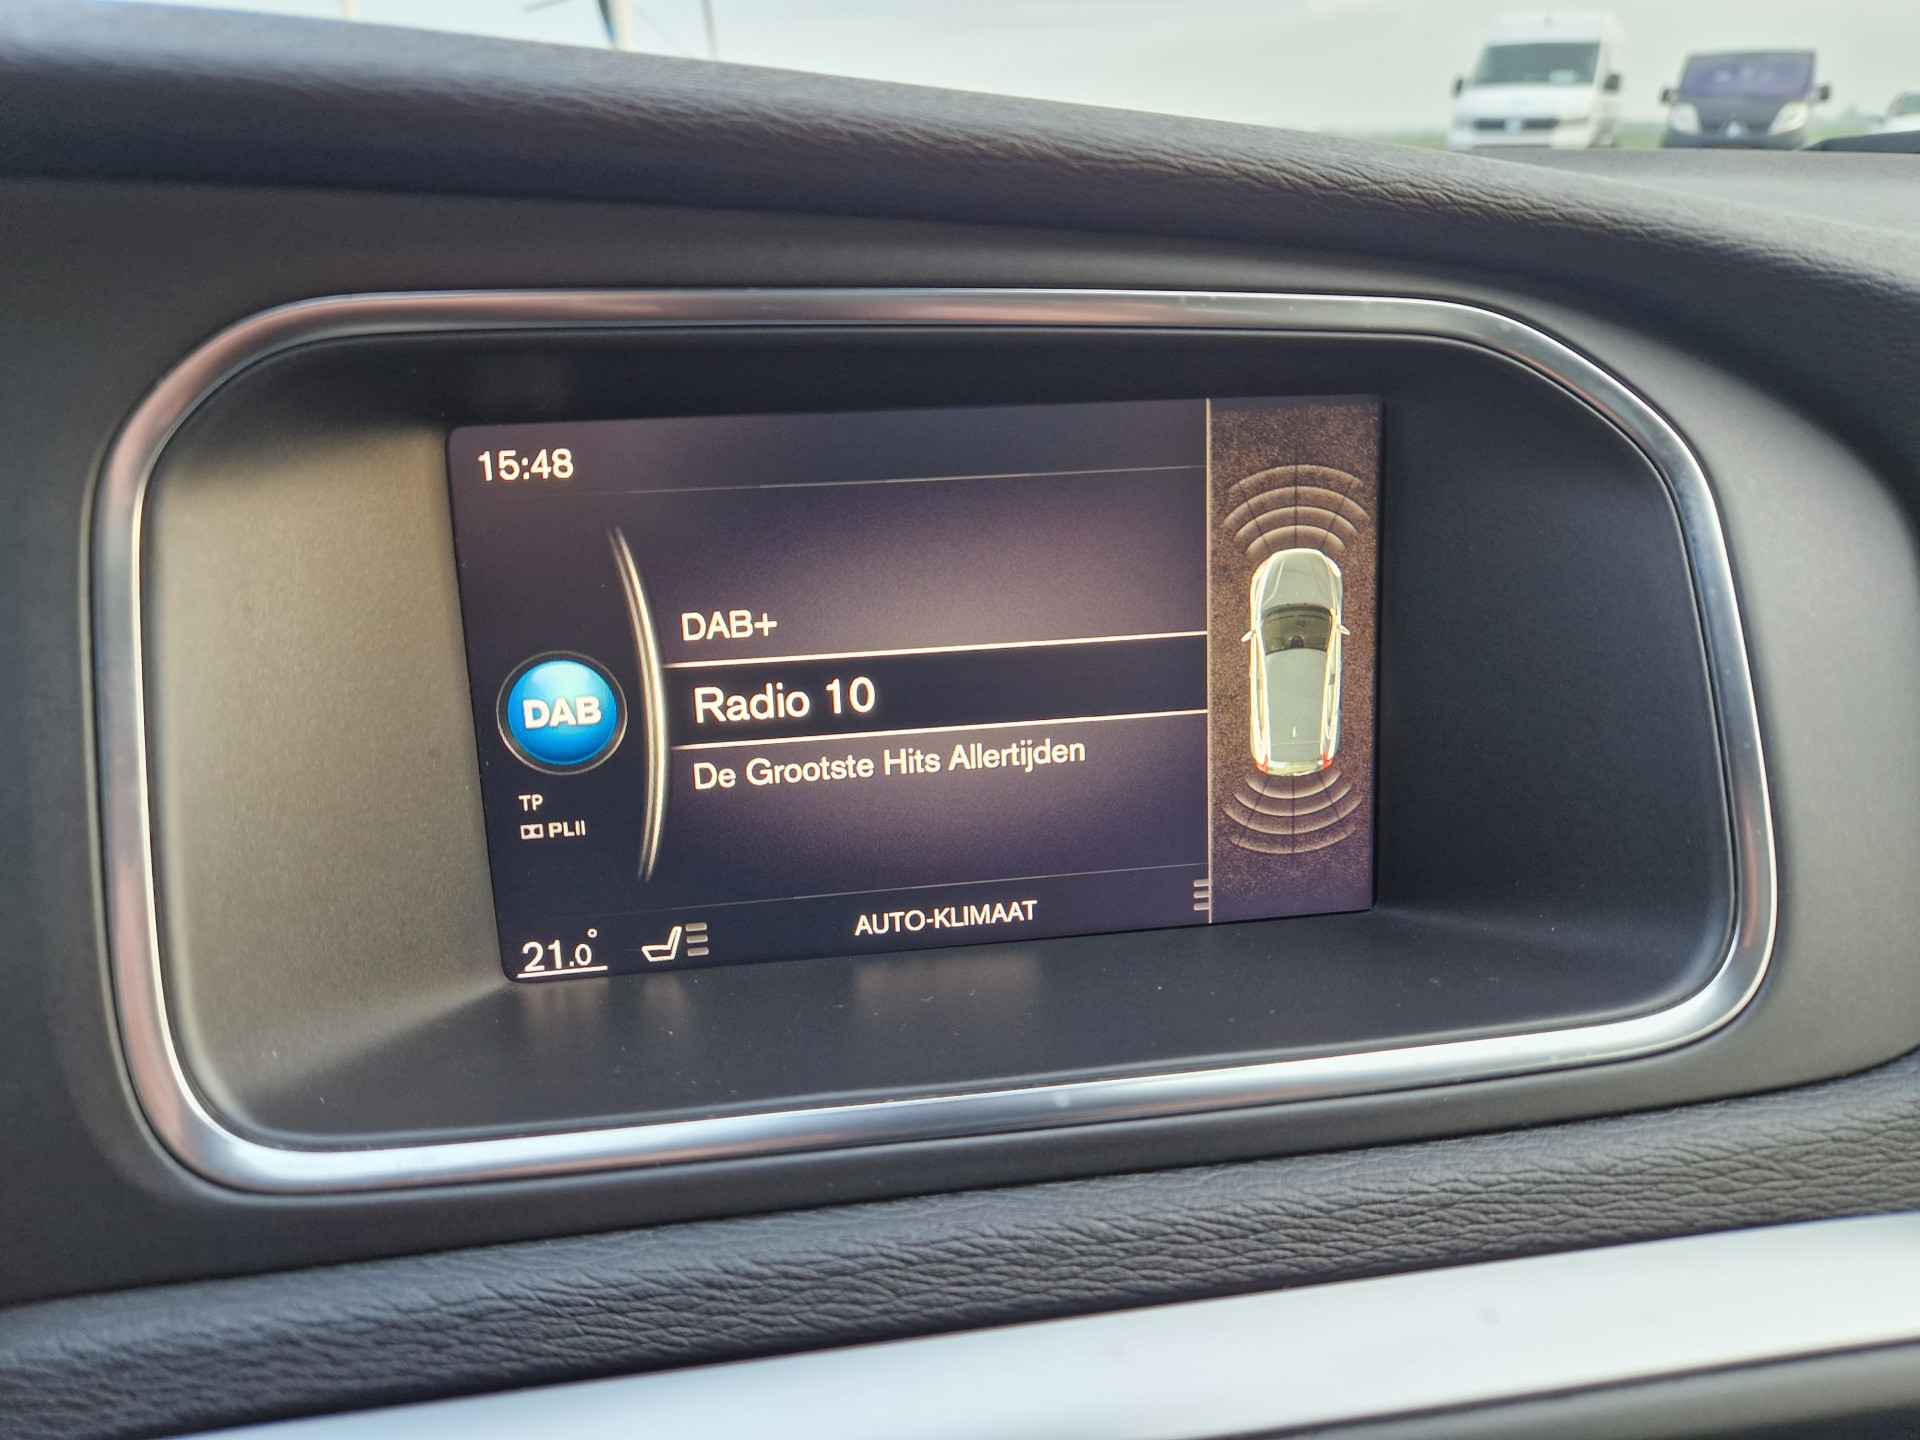 15:48
DAB+
Radio 10
De Grootste Hits Allertijden
DAB
TP
PLII
21.0°
AUTO-KLIMAAT